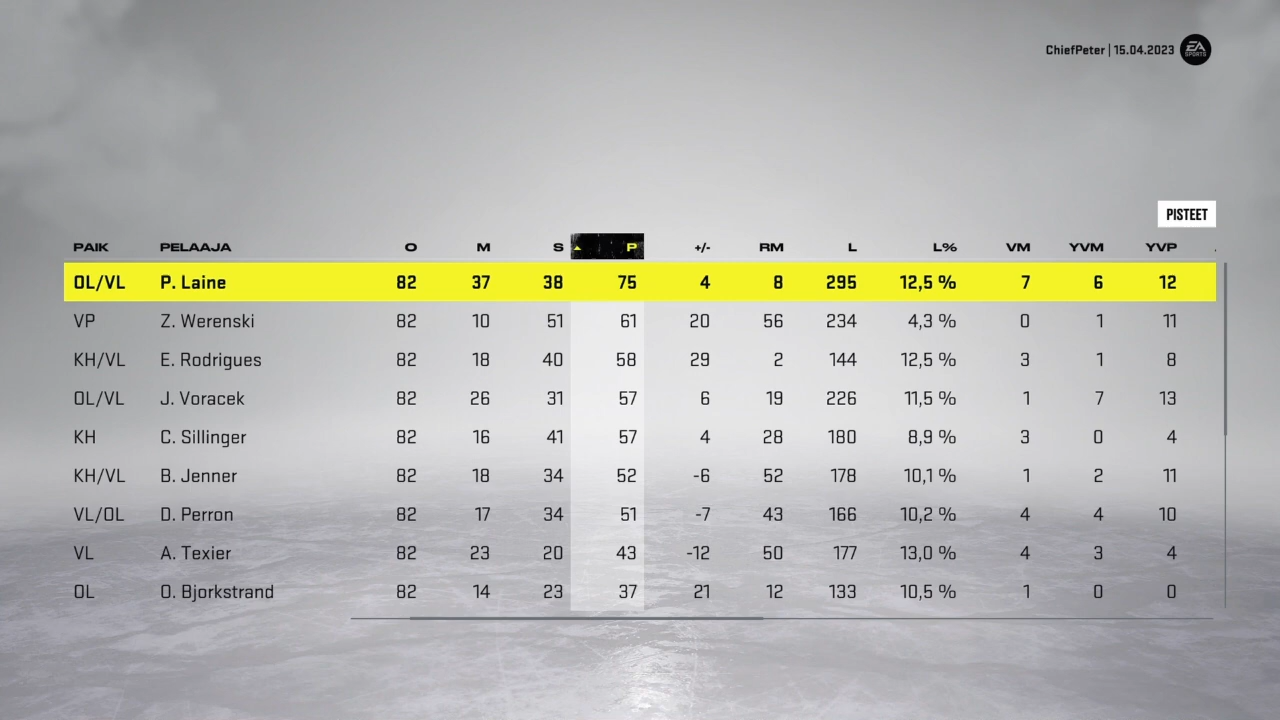 ChiefPeter | 15.04.2023 EA SPORTS
PISTEET
PAIK PELAAJA O M S P +/- RM L L% VM YVM YVP
OL/VL P. Laine 82 37 38 75 4 8 295 12,5 % 7 6 12
VP Z. Werenski 82 10 51 61 20 56 234 4,3 % 0 1 11
KH/VL E. Rodrigues 82 18 40 58 29 2 144 12,5 % 3 1 8
OL/VL J. Voracek 82 26 31 57 6 19 226 11,5 % 1 7 13
KH C. Sillinger 82 16 41 57 4 28 180 8,9 % 3 0 4
KH/VL B. Jenner 82 18 34 52 -6 52 178 10,1 % 1 2 11
VL/OL D. Perron 82 17 34 51 -7 43 166 10,2 % 4 4 10
VL A. Texier 82 23 20 43 -12 50 177 13,0 % 4 3 4
OL O. Bjorkstrand 82 14 23 37 21 12 133 10,5 % 1 0 0